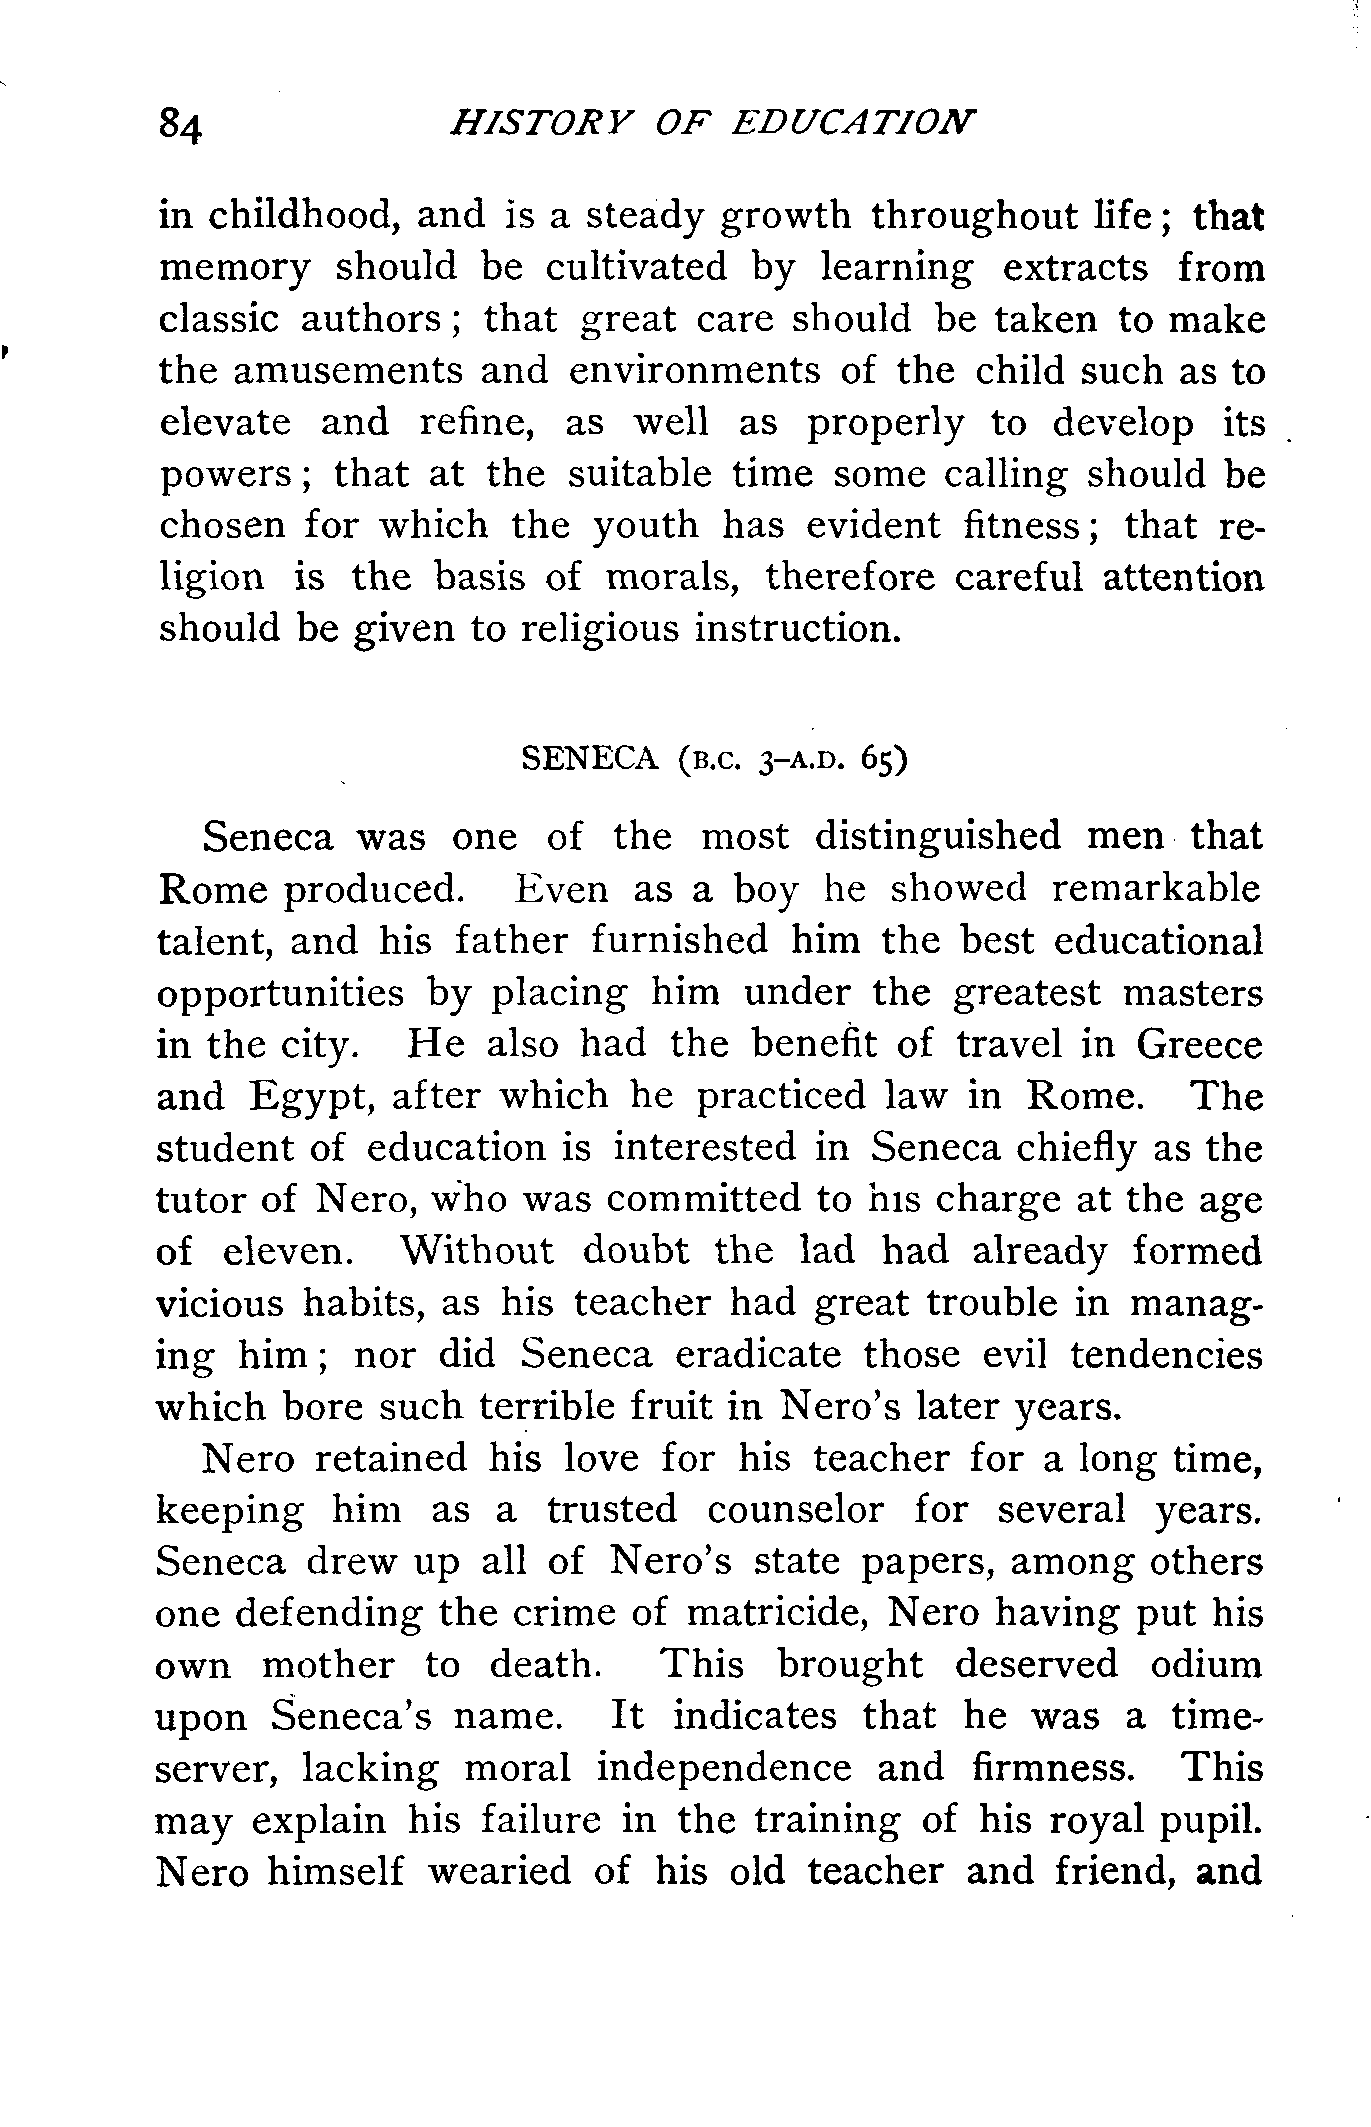 84 HISTORY OF EDUCATION
in childhood, and is a steady growth throughout life; that
memory should be cultivated by learning extracts from
classic authors; that great care should be taken to make
the amusements and environments of the child such as to
elevate and refine, as well as properly to develop its
powers; that at the suitable time some calling should be
chosen for which the youth has evident fitness; that re-
ligion is the basis of morals, therefore careful attention
should be given to religious instruction.
SENECA (B.C. 3–A.D. 65)
Seneca was one of the most distinguished men that
Rome produced. Even as a boy he showed remarkable
talent, and his father furnished him the best educational
opportunities by placing him under the greatest masters
in the city. He also had the benefit of travel in Greece
and Egypt, after which he practiced law in Rome. The
student of education is interested in Seneca chiefly as the
tutor of Nero, who was committed to his charge at the age
of eleven. Without doubt the lad had already formed
vicious habits, as his teacher had great trouble in manag-
ing him; nor did Seneca eradicate those evil tendencies
which bore such terrible fruit in Nero's later years.
Nero retained his love for his teacher for a long time,
keeping him as a trusted counselor for several years.
Seneca drew up all of Nero's state papers, among others
one defending the crime of matricide, Nero having put his
own mother to death. This brought deserved odium
upon Seneca's name. It indicates that he was a time-
server, lacking moral independence and firmness. This
may explain his failure in the training of his royal pupil.
Nero himself wearied of his old teacher and friend, and